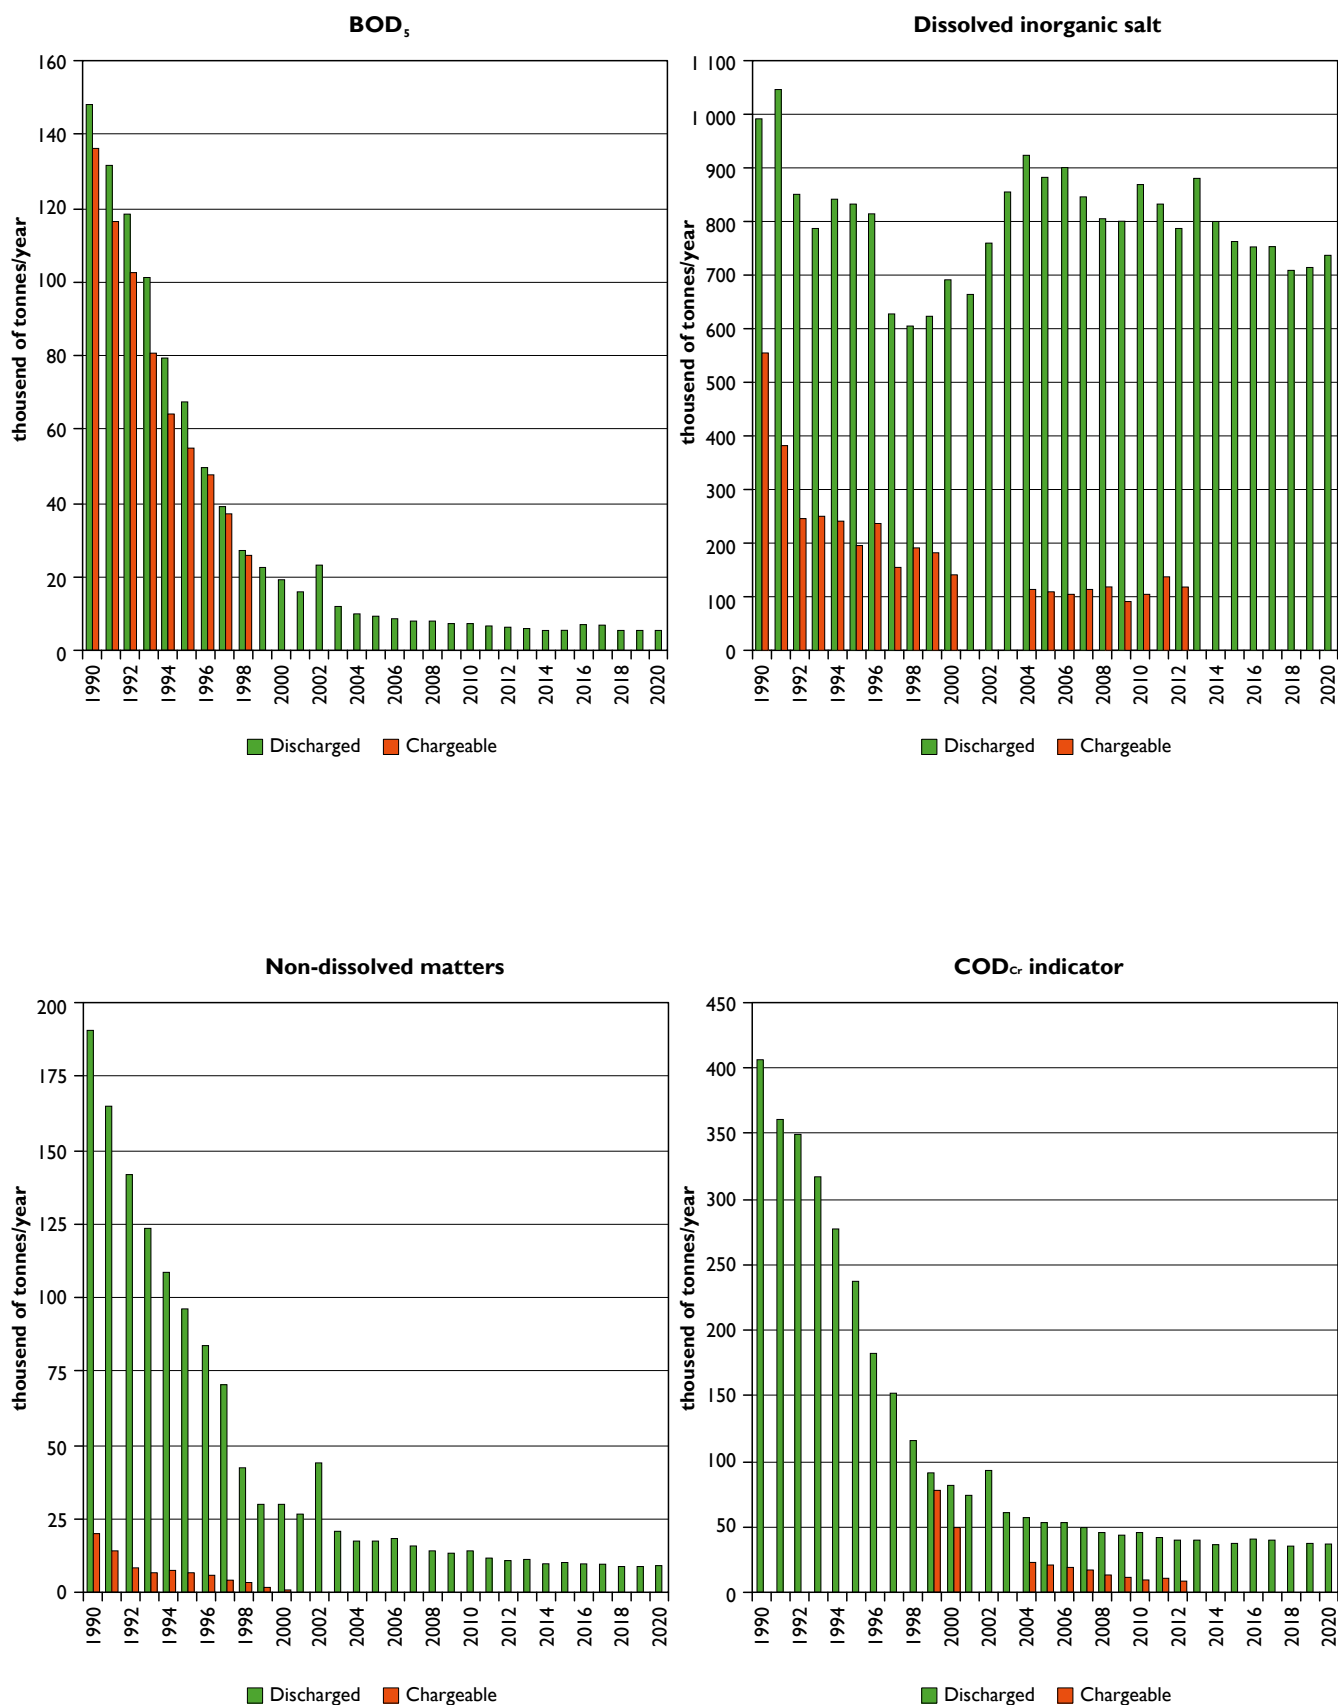 BOD₅
thousend of tonnes/year
160
140
120
100
80
60
40
20
0
1990 1992 1994 1996 1998 2000 2002 2004 2006 2008 2010 2012 2014 2016 2018 2020
Discharged Chargeable
Dissolved inorganic salt
thousend of tonnes/year
1 100
1 000
900
800
700
600
500
400
300
200
100
0
1990 1992 1994 1996 1998 2000 2002 2004 2006 2008 2010 2012 2014 2016 2018 2020
Discharged Chargeable
Non-dissolved matters
thousend of tonnes/year
200
175
150
125
100
75
50
25
0
1990 1992 1994 1996 1998 2000 2002 2004 2006 2008 2010 2012 2014 2016 2018 2020
Discharged Chargeable
CODCr indicator
thousend of tonnes/year
450
400
350
300
250
200
150
100
50
0
1990 1992 1994 1996 1998 2000 2002 2004 2006 2008 2010 2012 2014 2016 2018 2020
Discharged Chargeable